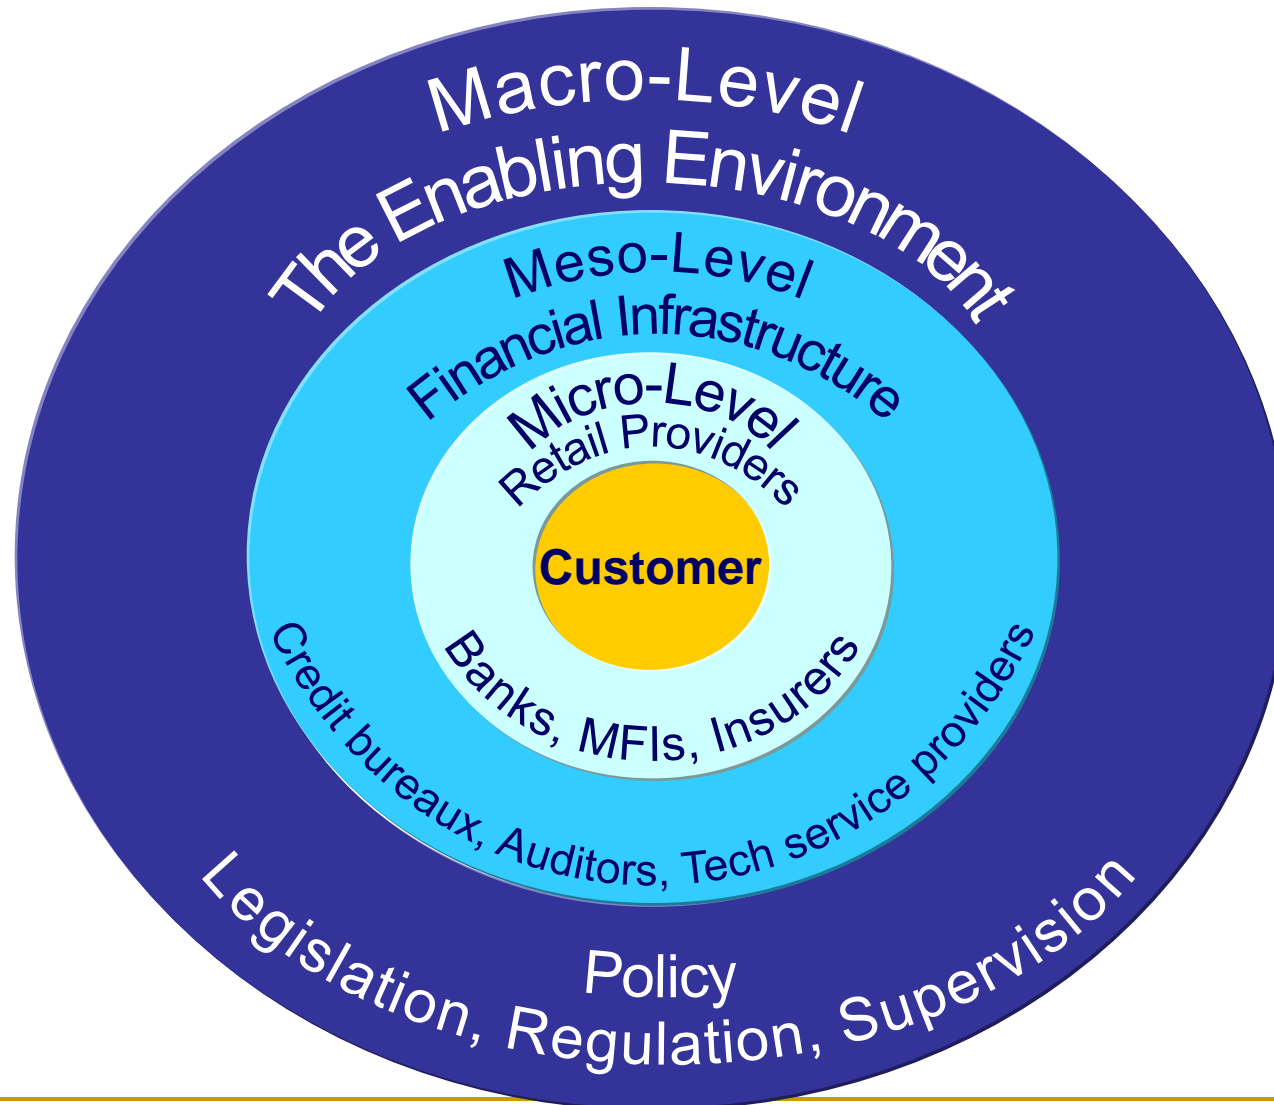 Macro-Level
The Enabling Environment
Meso-Level
Financial Infrastructure
Micro-Level
Retail Providers
Customer
Banks, MFIs, Insurers
Credit bureaux, Auditors, Tech service providers
Policy
Legislation, Regulation, Supervision